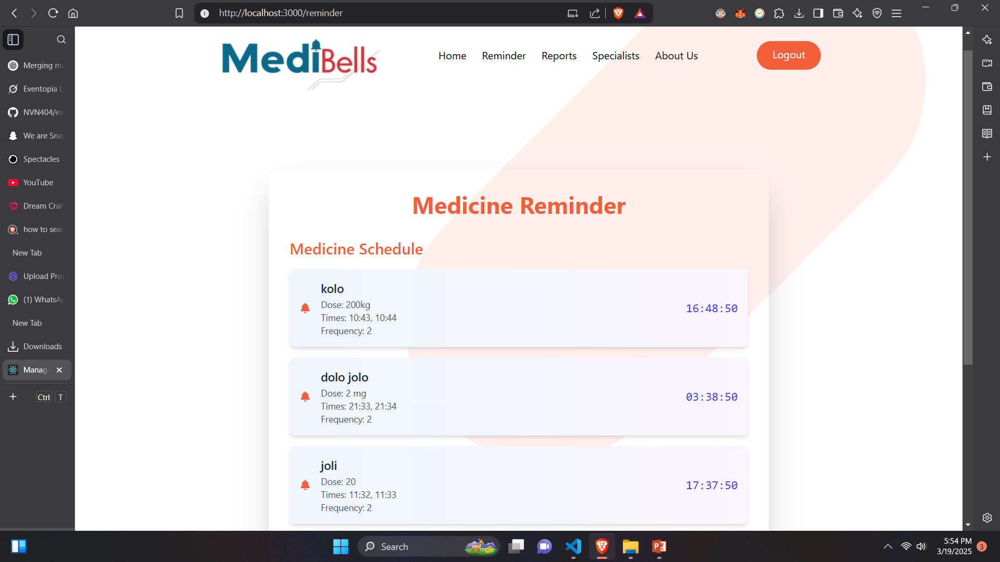 http://localhost:3000/reminder
Merging ma
Eventopia L
NVN404/ev
We are Sna
Spectacles
YouTube
Dream Craf
how to sear
New Tab
Upload Proj
(1) WhatsAp
New Tab
Downloads
Manag
Ctrl T
MediBells
Home Reminder Reports Specialists About Us Logout
Medicine Reminder
Medicine Schedule
kolo
Dose: 200kg
Times: 10:43, 10:44
Frequency: 2
16:48:50
dolo jolo
Dose: 2 mg
Times: 21:33, 21:34
Frequency: 2
03:38:50
joli
Dose: 20
Times: 11:32, 11:33
Frequency: 2
17:37:50
Search
5:54 PM
3/19/2025
3